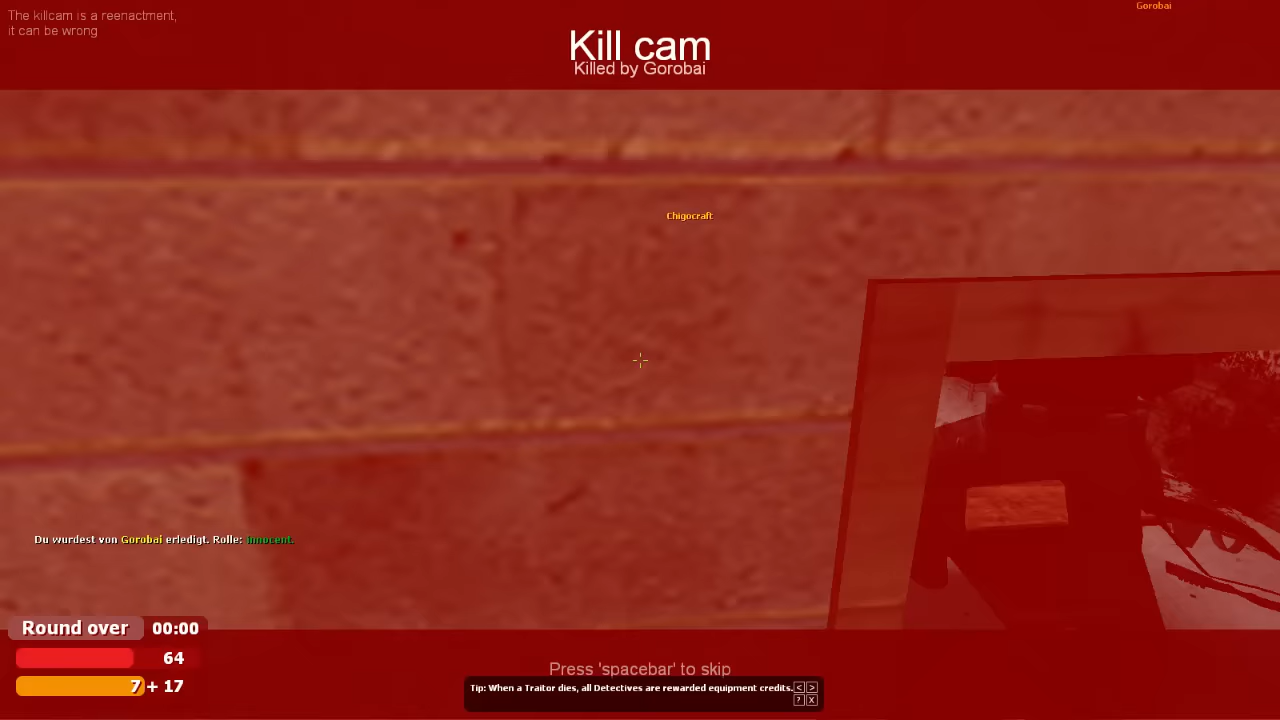 The killcam is a reenactment,
it can be wrong
Gorobai
Kill cam
Killed by Gorobai
Chigocraft
Du wurdest von Gorobai erledigt. Rolle: innocent.
Round over 00:00
64
7 + 17
Press 'spacebar' to skip
Tip: When a Traitor dies, all Detectives are rewarded equipment credits. < >
? X